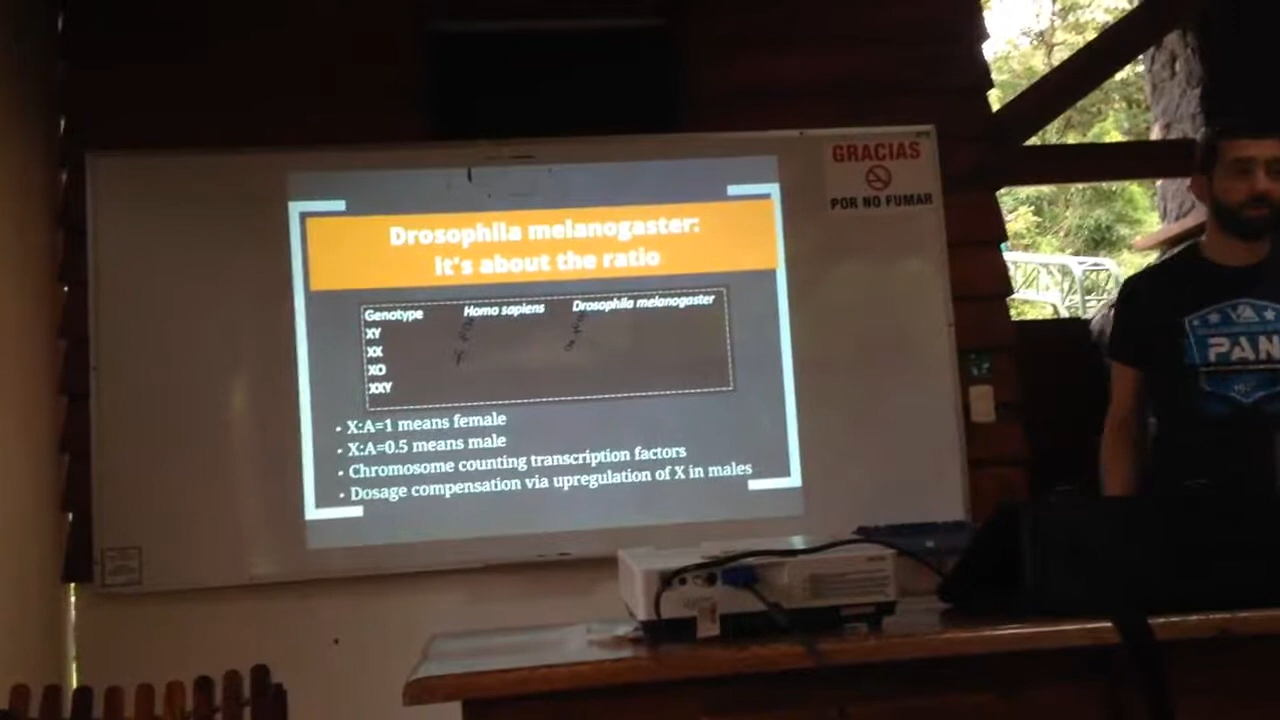 GRACIAS
POR NO FUMAR
Drosophila melanogaster:
It's about the ratio
Genotype Homo sapiens Drosophila melanogaster
XY
XX
XO
XXY
• X:A=1 means female
• X:A=0.5 means male
• Chromosome counting transcription factors
• Dosage compensation via upregulation of X in males
PAN